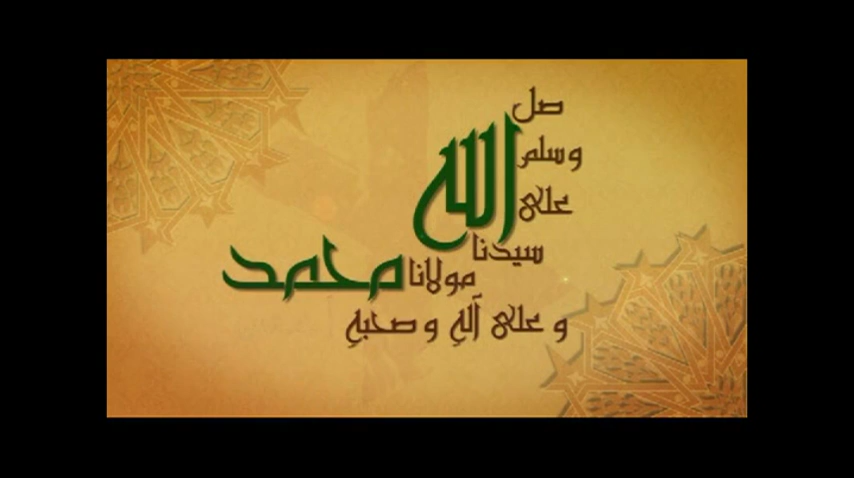 صل
الله وسلم
على
سيدنا
مولانا محمد
و على آلهِ و صحبهِ